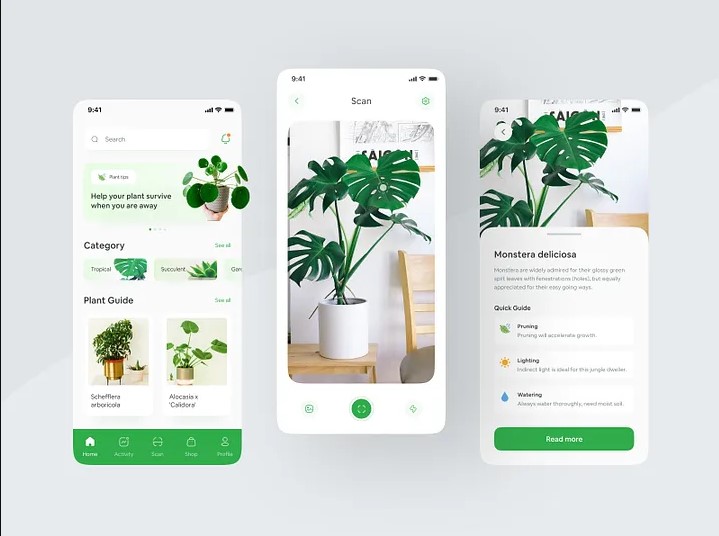 9:41
Search
Plant tips
Help your plant survive
when you are away
Category
See all
Tropical
Succulent
Gar
Plant Guide
See all
Schefflera
arboricola
Alocasia x
'Calidora'
Home
Activity
Scan
Shop
Profile
9:41
Scan
SAIGON
9:41
Monstera deliciosa
Monstera are widely admired for their glossy green
split leaves with fenestrations (holes), but equally
appreciated for their easy going ways.
Quick Guide
Pruning
Pruning will accelerate growth.
Lighting
Indirect light is ideal for this jungle dweller.
Watering
Always water thoroughly, need moist soil.
Read more